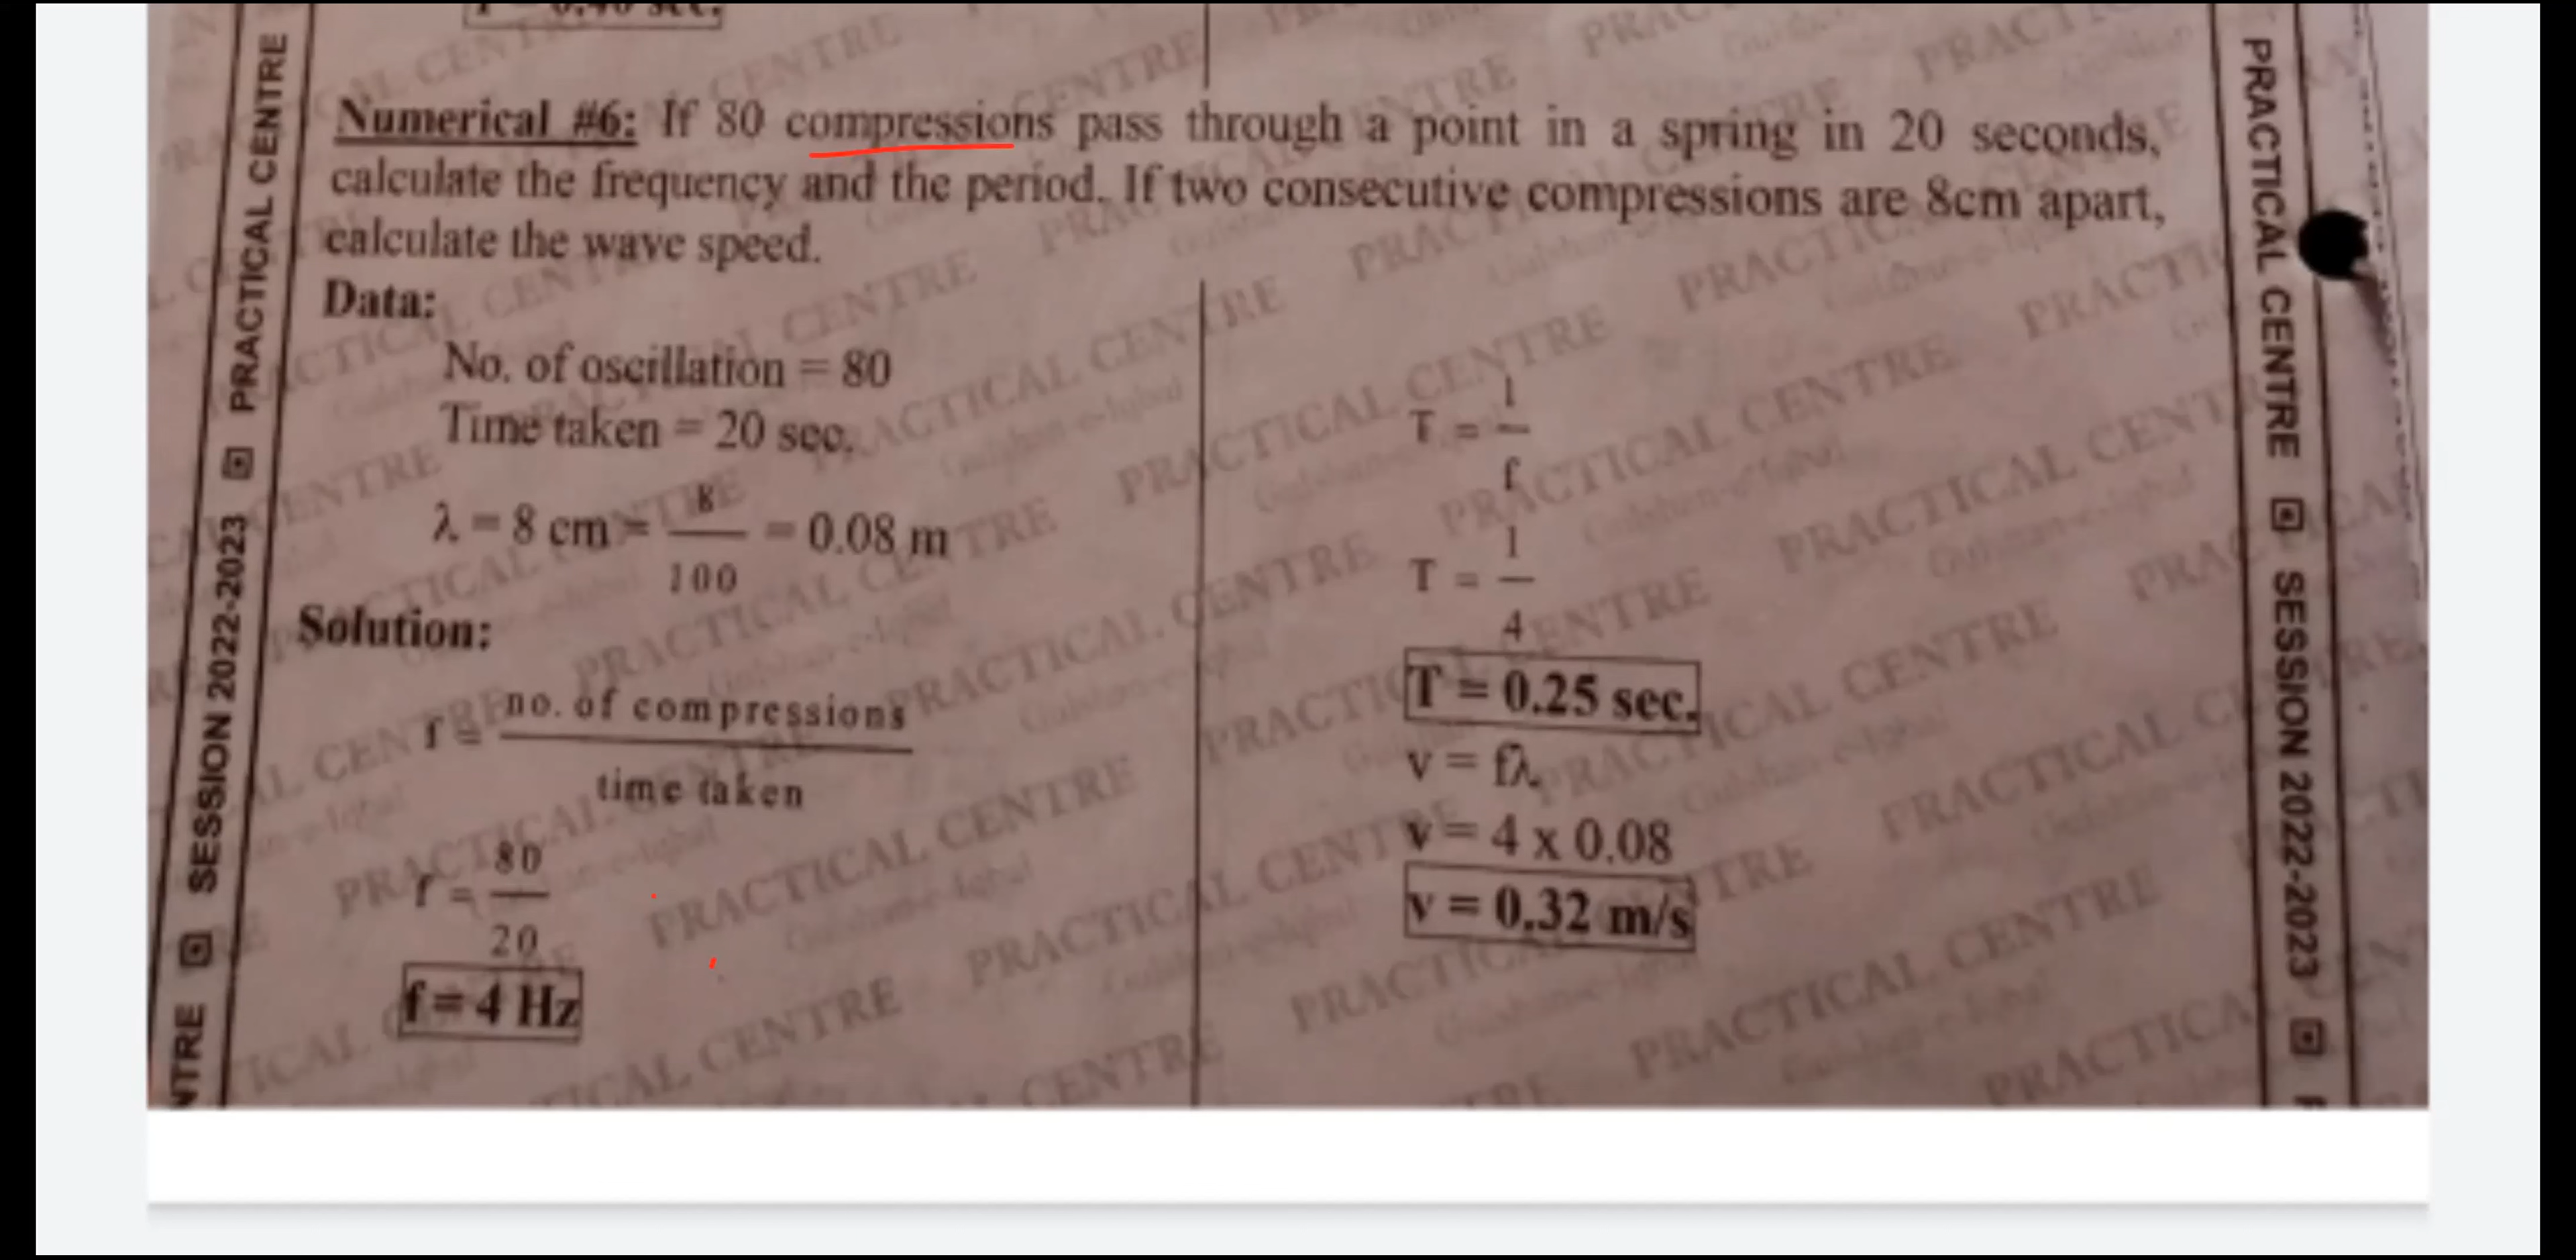 Numerical #6: If 80 compressions pass through a point in a spring in 20 seconds,
calculate the frequency and the period. If two consecutive compressions are 8cm apart,
calculate the wave speed.
Data:
No. of oscillation = 80
Time taken = 20 sec.
λ = 8 cm = 8/100 = 0.08 m
Solution:
f = no. of compressions
time taken
f = 80/20
f = 4 Hz
T = 1/f
T = 1/4
T = 0.25 sec.
v = fλ
v = 4 x 0.08
v = 0.32 m/s
PRACTICAL CENTRE
SESSION 2022-2023
PRACTICAL CENTRE
SESSION 2022-2023